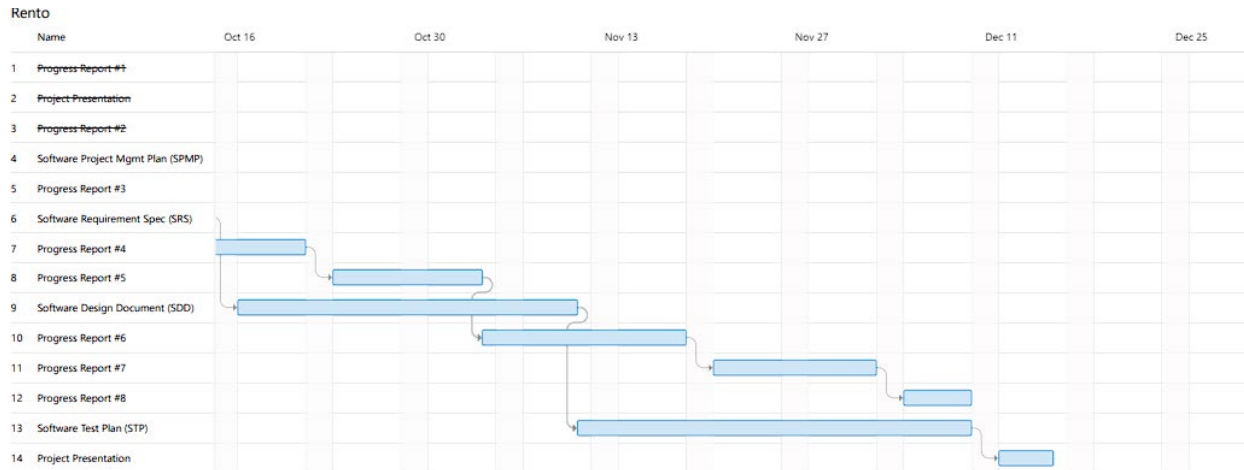 Rento
Name Oct 16 Oct 30 Nov 13 Nov 27 Dec 11 Dec 25
1 Progress Report #1
2 Project Presentation
3 Progress Report #2
4 Software Project Mgmt Plan (SPMP)
5 Progress Report #3
6 Software Requirement Spec (SRS)
7 Progress Report #4
8 Progress Report #5
9 Software Design Document (SDD)
10 Progress Report #6
11 Progress Report #7
12 Progress Report #8
13 Software Test Plan (STP)
14 Project Presentation